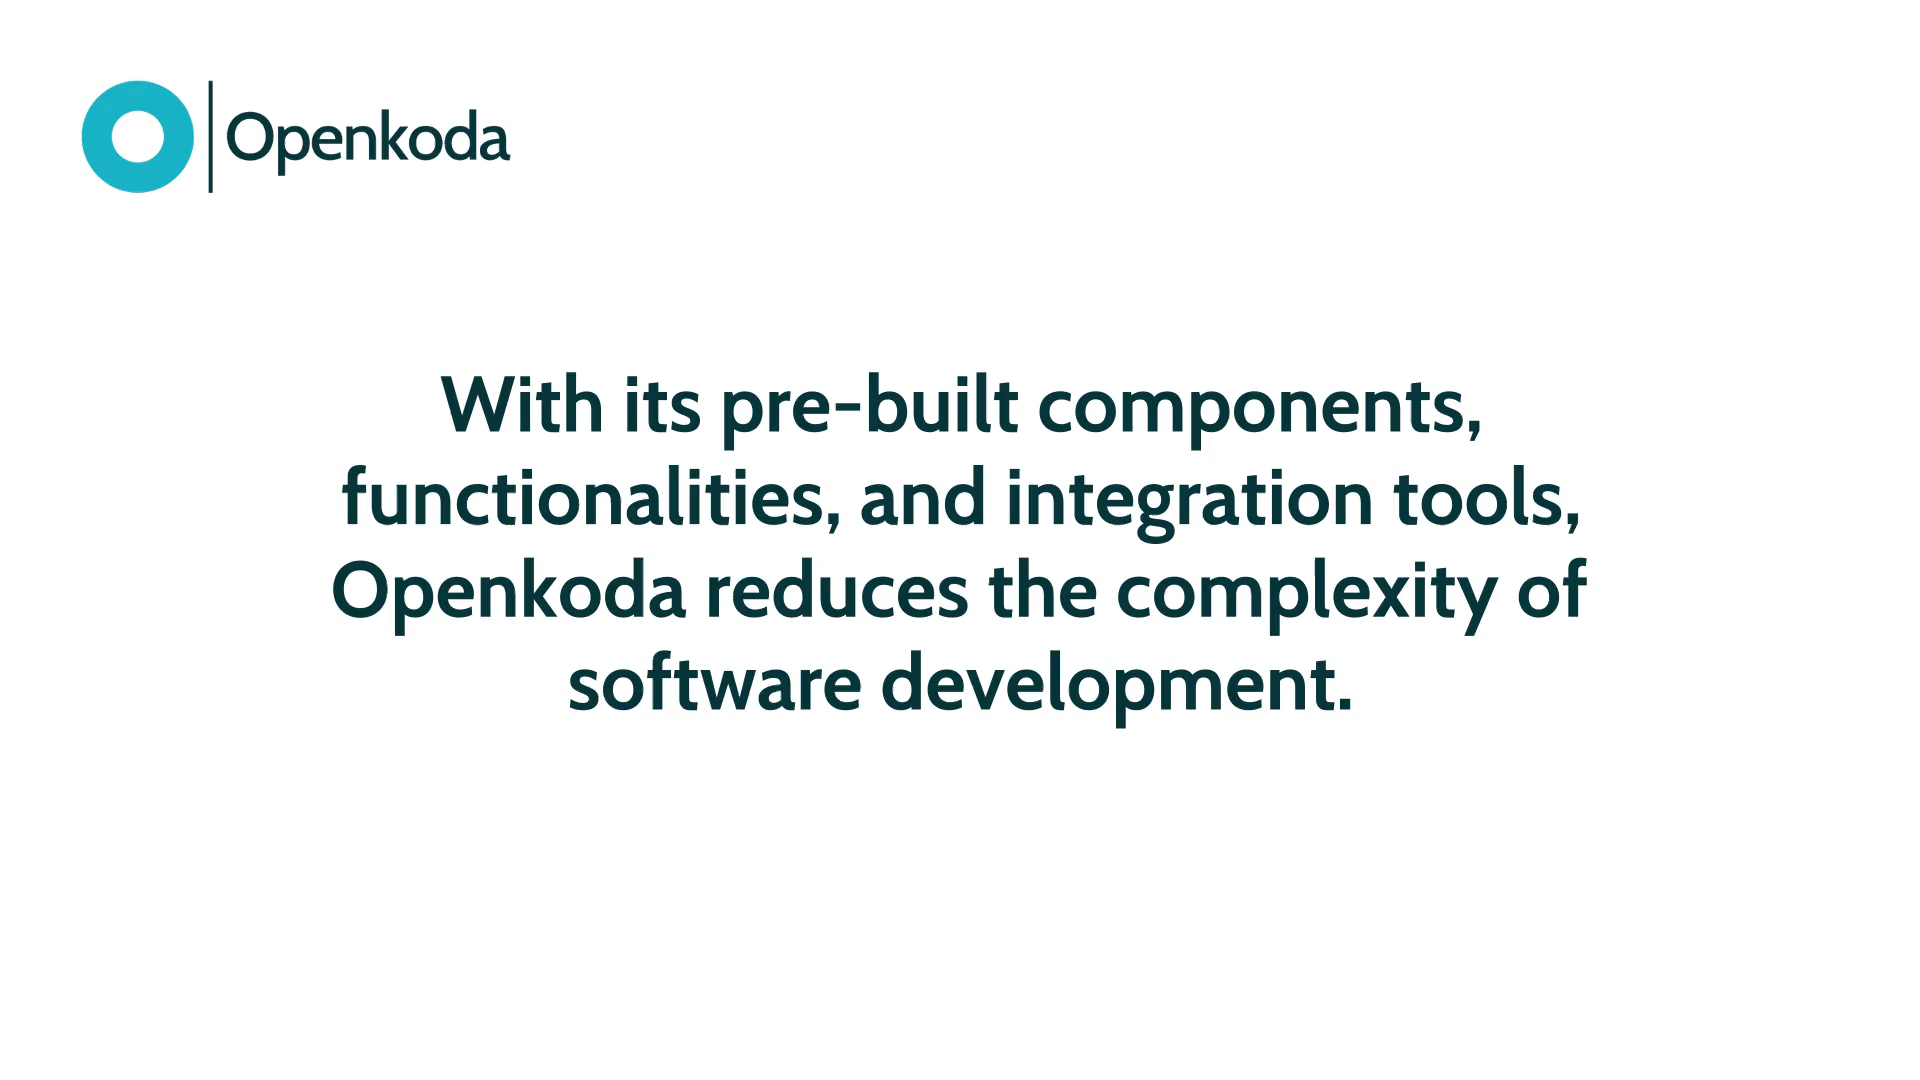 Openkoda
With its pre-built components,
functionalities, and integration tools,
Openkoda reduces the complexity of
software development.